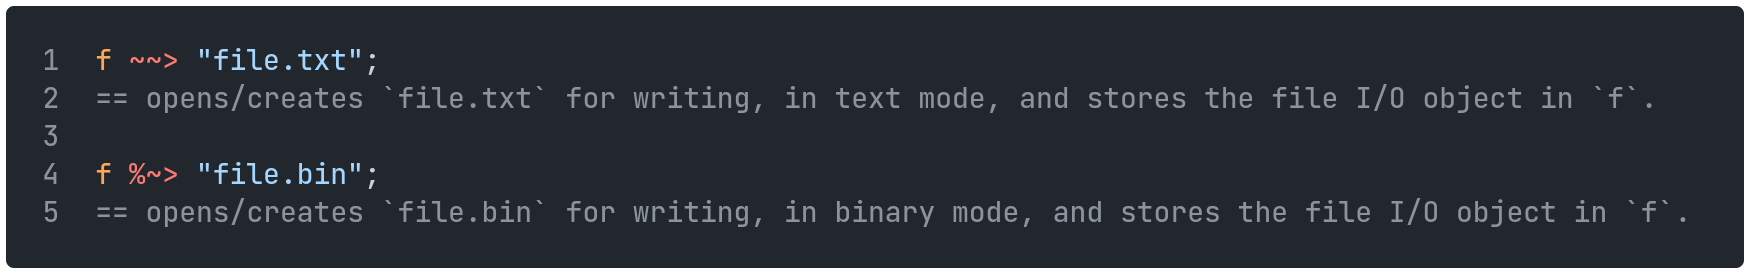 1 f ~~> "file.txt";
2 == opens/creates `file.txt` for writing, in text mode, and stores the file I/O object in `f`.
3
4 f %~> "file.bin";
5 == opens/creates `file.bin` for writing, in binary mode, and stores the file I/O object in `f`.